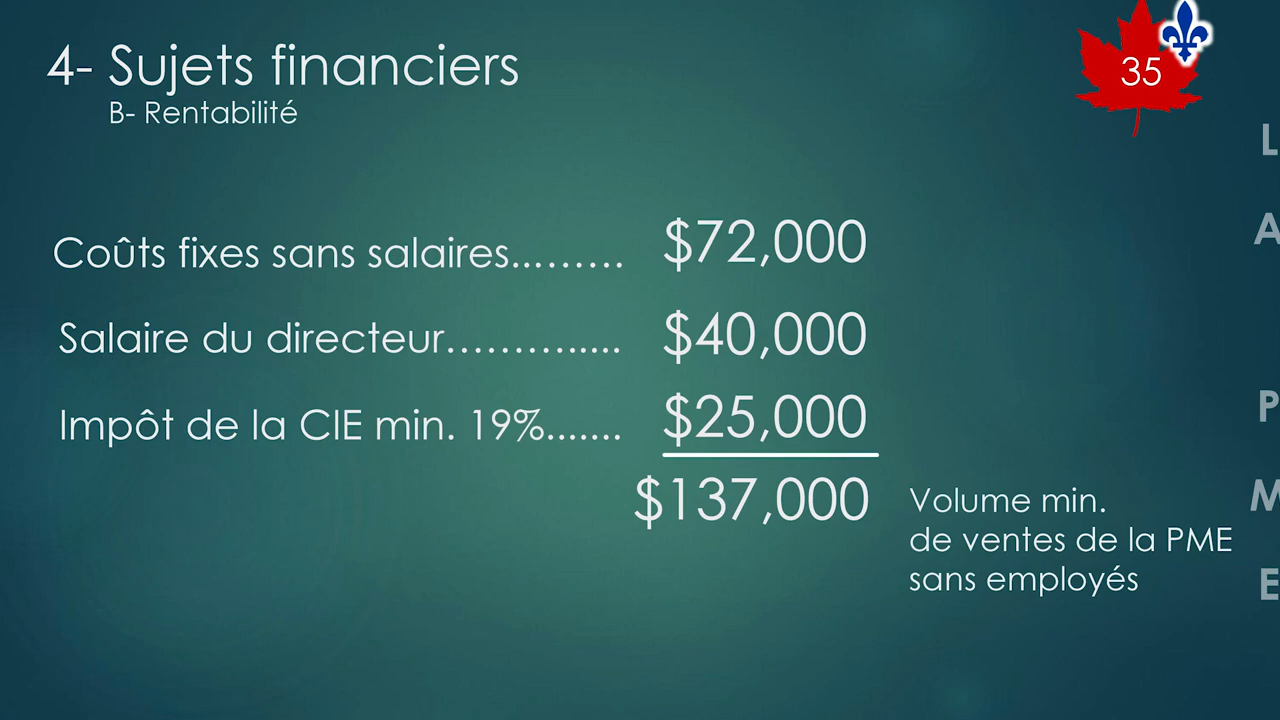 4- Sujets financiers
B- Rentabilité
35
Coûts fixes sans salaires......... $72,000
Salaire du directeur.............. $40,000
Impôt de la CIE min. 19%....... $25,000
$137,000
Volume min.
de ventes de la PME
sans employés
L
A
P
M
E